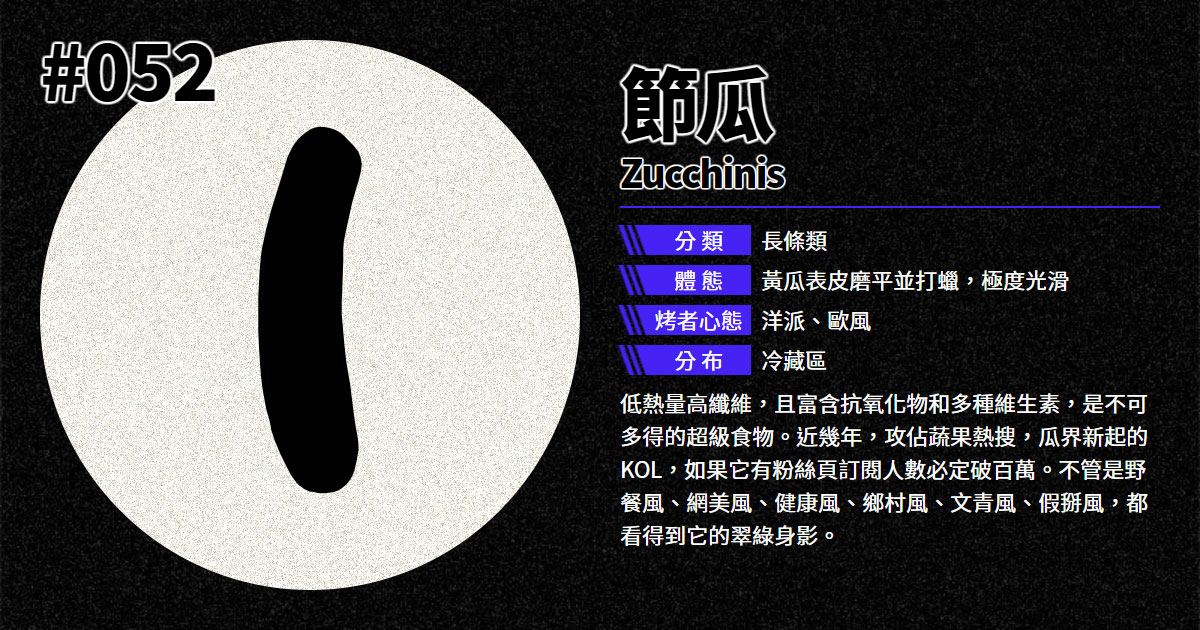 #052
節瓜
Zucchinis
分類 長條類
體態 黃瓜表皮磨平並打蠟,極度光滑
烤者心態 洋派、歐風
分布 冷藏區
低熱量高纖維,且富含抗氧化物和多種維生素,是不可
多得的超級食物。近幾年,攻佔蔬果熱搜,瓜界新起的
KOL,如果它有粉絲頁訂閱人數必定破百萬。不管是野
餐風、網美風、健康風、鄉村風、文青風、假掰風,都
看得到它的翠綠身影。